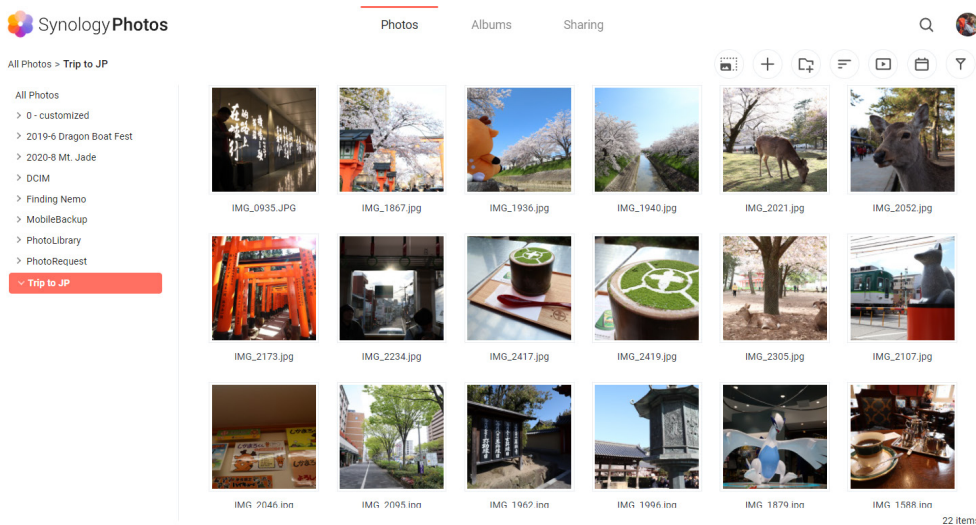 Synology Photos
Photos
Albums
Sharing
All Photos > Trip to JP
All Photos
0 - customized
2019-6 Dragon Boat Fest
2020-8 Mt. Jade
DCIM
Finding Nemo
MobileBackup
PhotoLibrary
PhotoRequest
Trip to JP
IMG_0935.JPG
IMG_1867.jpg
IMG_1936.jpg
IMG_1940.jpg
IMG_2021.jpg
IMG_2052.jpg
IMG_2173.jpg
IMG_2234.jpg
IMG_2417.jpg
IMG_2419.jpg
IMG_2305.jpg
IMG_2107.jpg
IMG_2046.jpg
IMG_2095.jpg
IMG_1962.jpg
IMG_1996.jpg
IMG_1879.jpg
IMG_1588.jpg
22 item